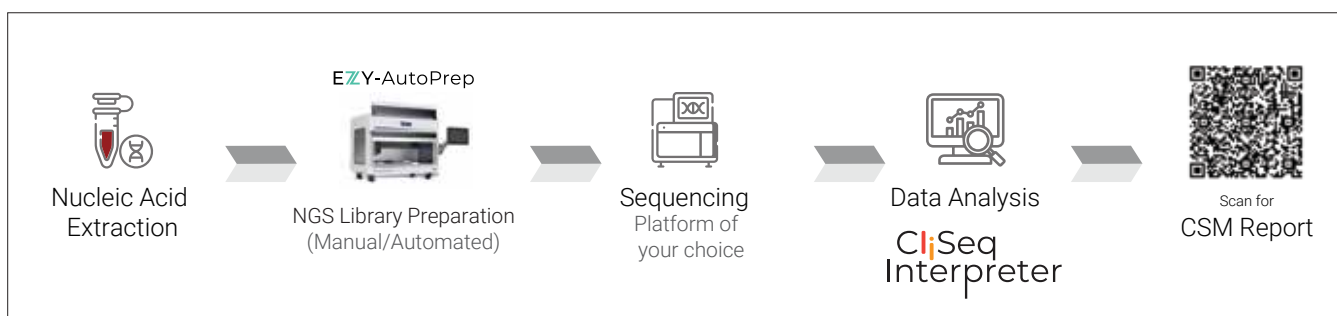 Nucleic Acid
Extraction
EZZY-AutoPrep
NGS Library Preparation
(Manual/Automated)
Sequencing
Platform of
your choice
Data Analysis
CliSeq
Interpreter
Scan for
CSM Report